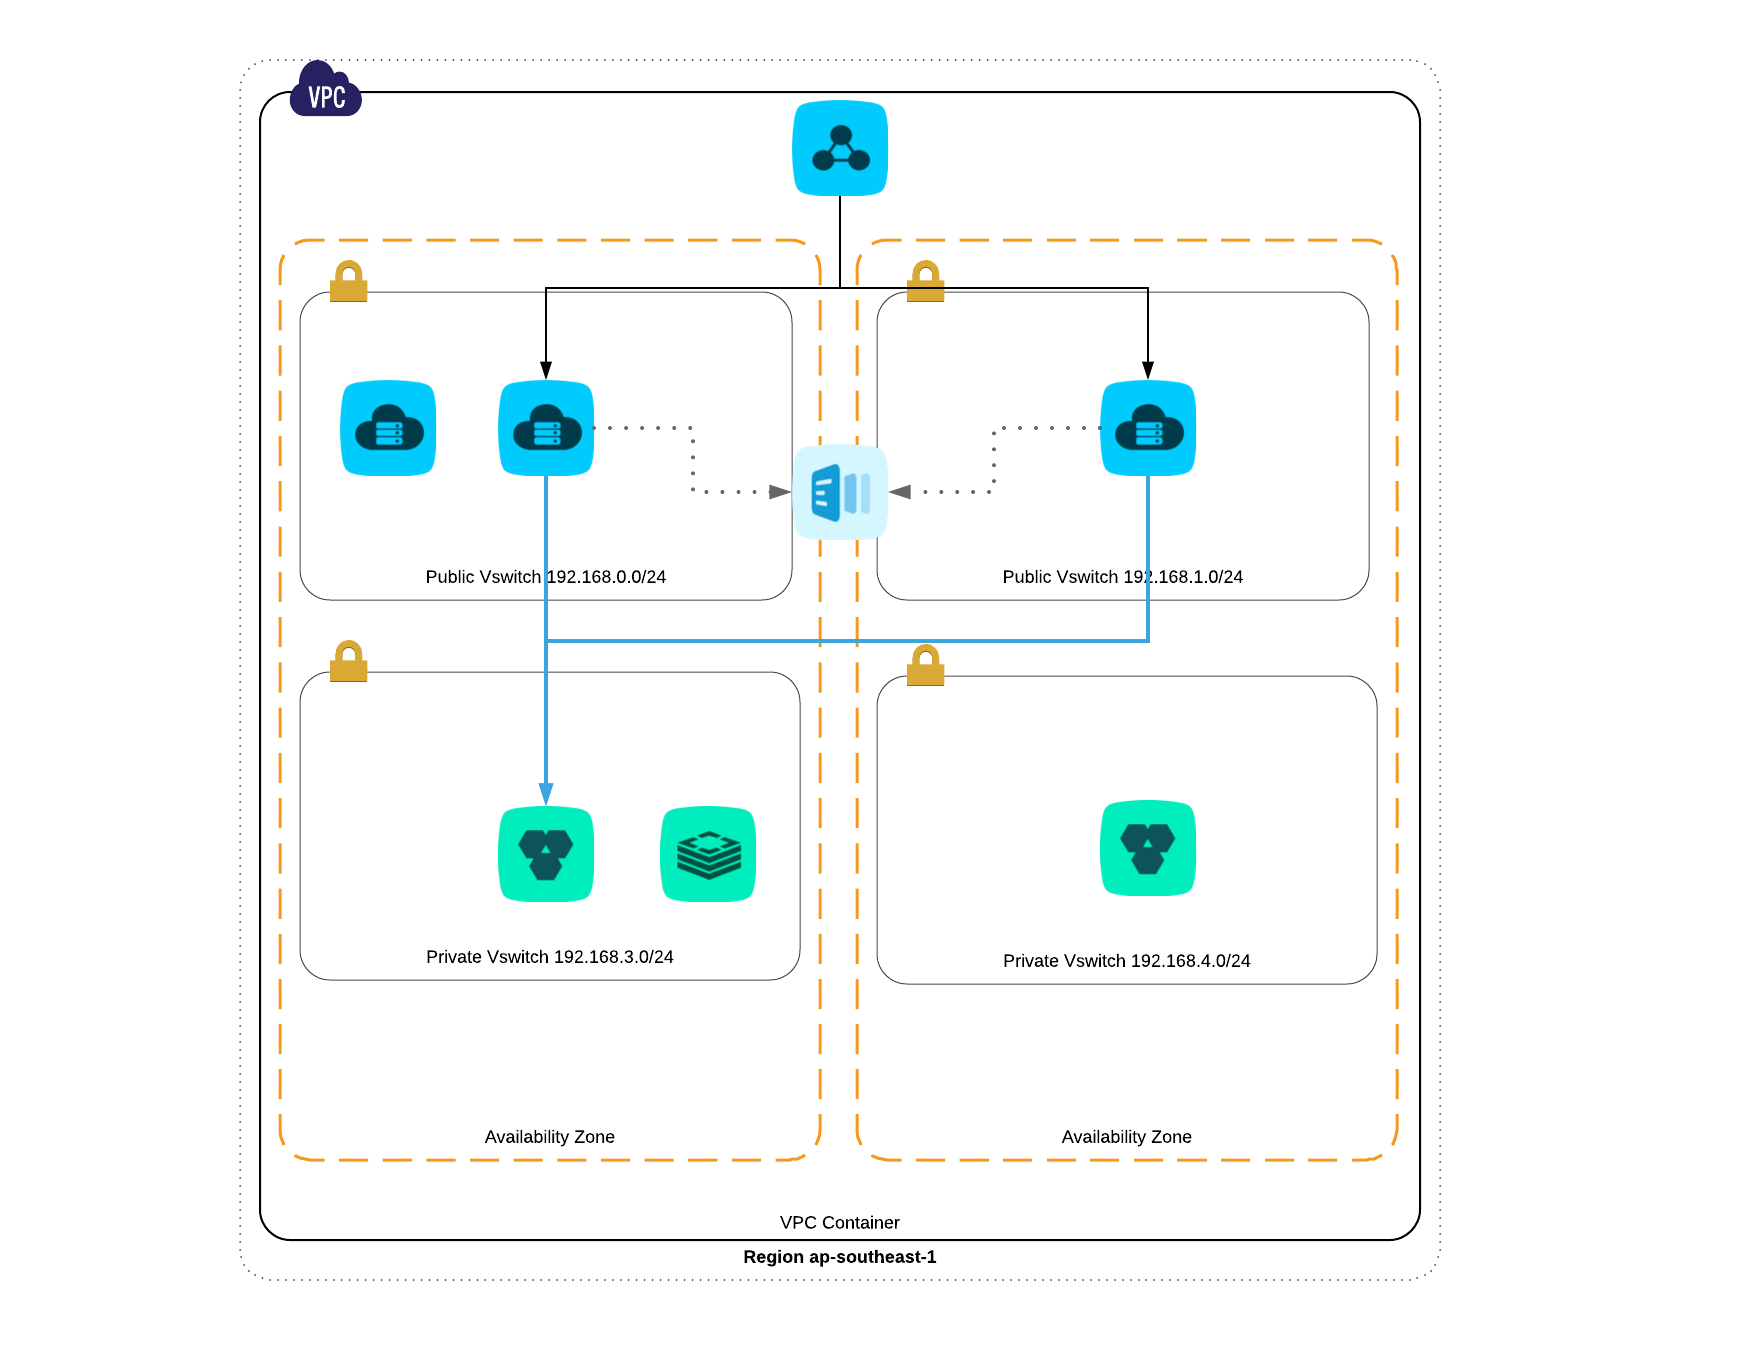 VPC
Public Vswitch 192.168.0.0/24
Public Vswitch 192.168.1.0/24
Private Vswitch 192.168.3.0/24
Private Vswitch 192.168.4.0/24
Availability Zone
Availability Zone
VPC Container
Region ap-southeast-1